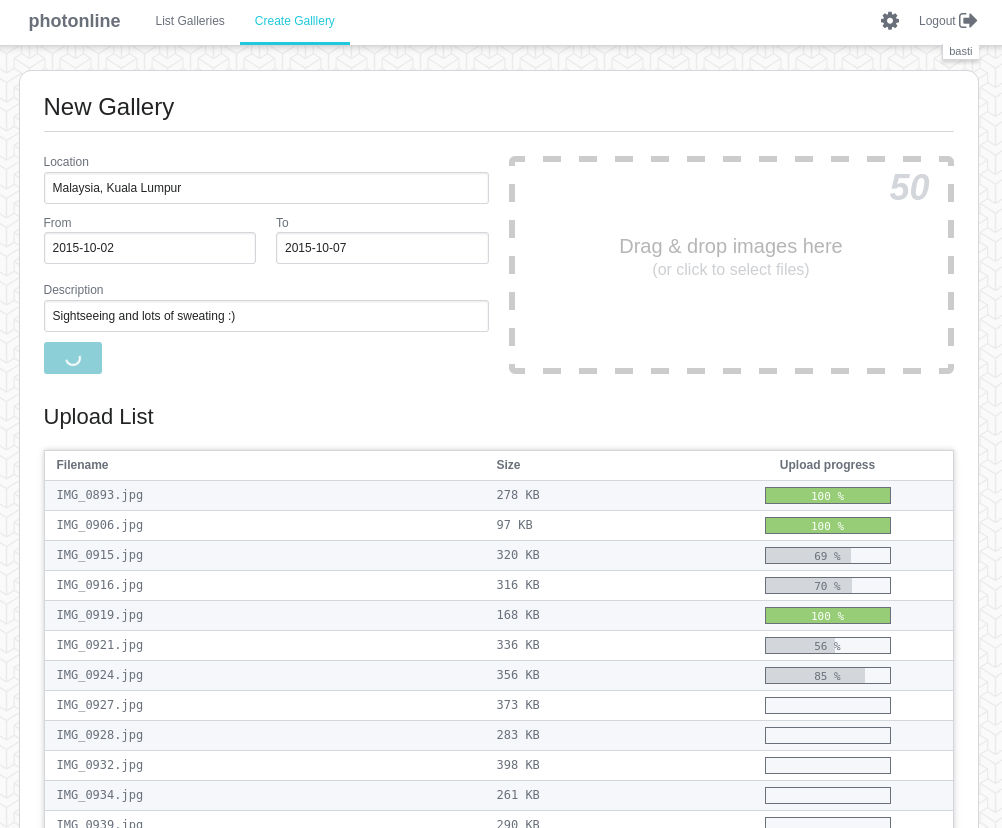 photonline List Galleries Create Galllery Logout
basti
New Gallery
Location
Malaysia, Kuala Lumpur
From To
2015-10-02 2015-10-07
Description
Sightseeing and lots of sweating :)
50
Drag & drop images here
(or click to select files)
Upload List
Filename Size Upload progress
IMG_0893.jpg 278 KB 100 %
IMG_0906.jpg 97 KB 100 %
IMG_0915.jpg 320 KB 69 %
IMG_0916.jpg 316 KB 70 %
IMG_0919.jpg 168 KB 100 %
IMG_0921.jpg 336 KB 56 %
IMG_0924.jpg 356 KB 85 %
IMG_0927.jpg 373 KB
IMG_0928.jpg 283 KB
IMG_0932.jpg 398 KB
IMG_0934.jpg 261 KB
IMG_0939.jpg 290 KB